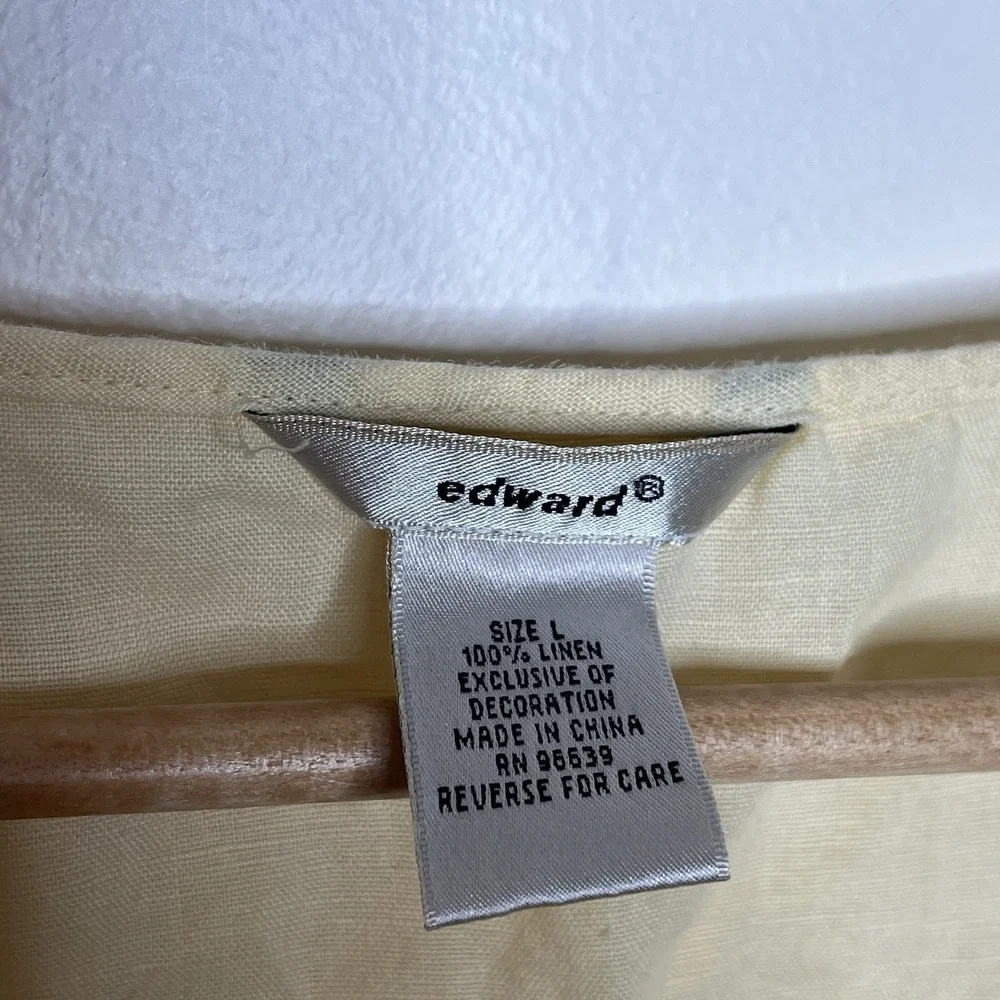 edward®
SIZE L
100% LINEN
EXCLUSIVE OF
DECORATION
MADE IN CHINA
RN 96639
REVERSE FOR CARE